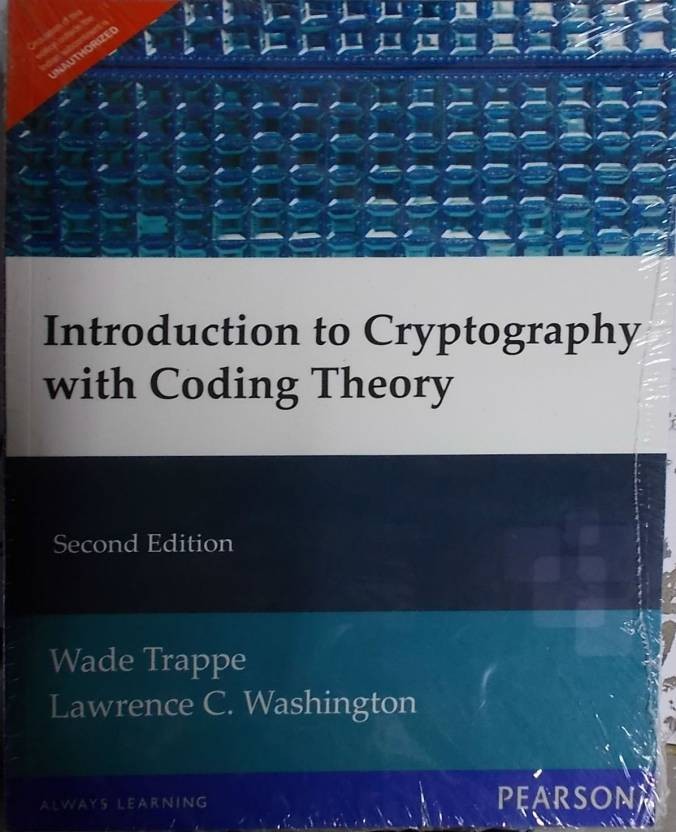 UNAUTHORIZED
Introduction to Cryptography
with Coding Theory
Second Edition
Wade Trappe
Lawrence C. Washington
ALWAYS LEARNING
PEARSON